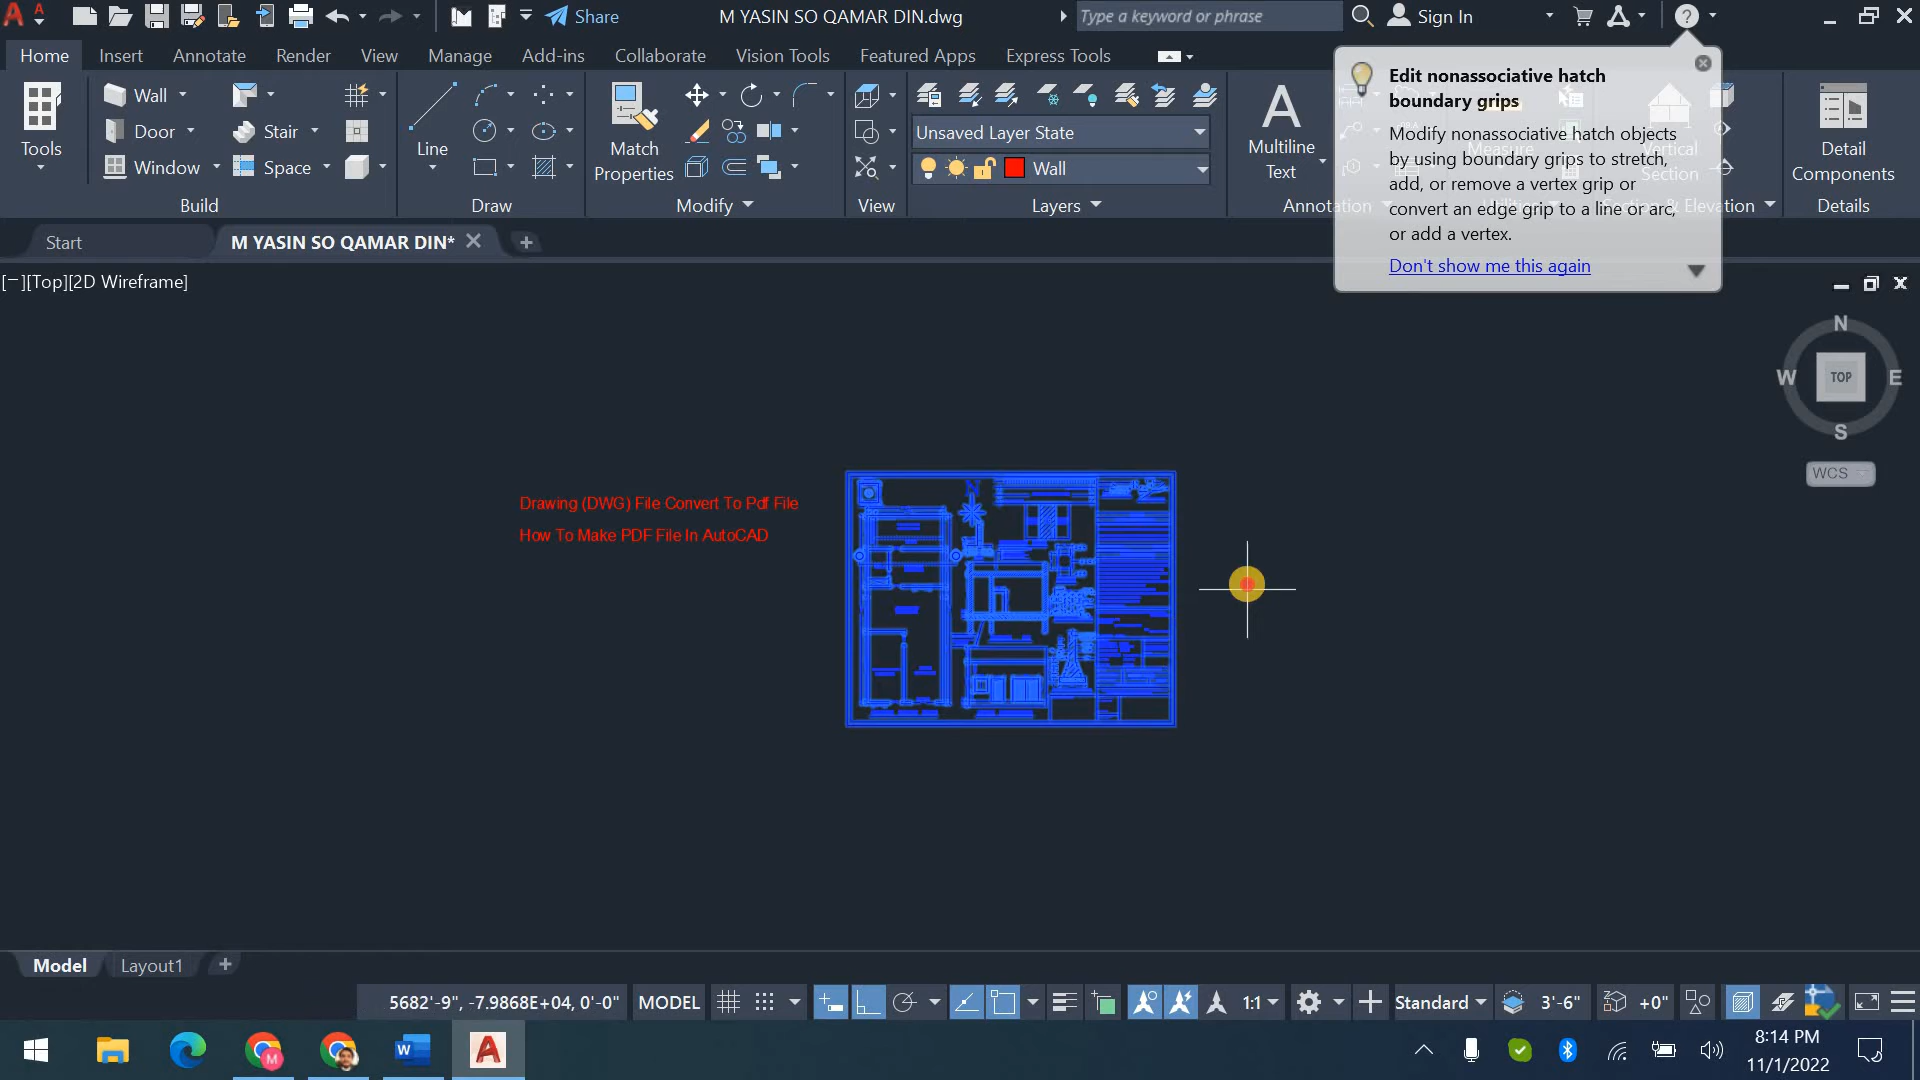 M YASIN SO QAMAR DIN.dwg
Share
Type a keyword or phrase
Sign In
Home Insert Annotate Render View Manage Add-ins Collaborate Vision Tools Featured Apps Express Tools
Tools
Wall
Door
Window
Stair
Space
Build
Line
Draw
Match
Properties
Modify
View
Unsaved Layer State
Wall
Layers
Multiline
Text
Annotation
Measure
Utilities
Vertical
Section
Section & Elevation
Detail
Components
Details
Edit nonassociative hatch
boundary grips
Modify nonassociative hatch objects
by using boundary grips to stretch,
add, or remove a vertex grip or
convert an edge grip to a line or arc,
or add a vertex.
Don't show me this again
Start
M YASIN SO QAMAR DIN*
[−][Top][2D Wireframe]
N
W TOP E
S
WCS
Drawing (DWG) File Convert To Pdf File
How To Make PDF File In AutoCAD
Model Layout1
5682'-9", -7.9868E+04, 0'-0" MODEL 1:1 Standard 3'-6" +0"
8:14 PM
11/1/2022